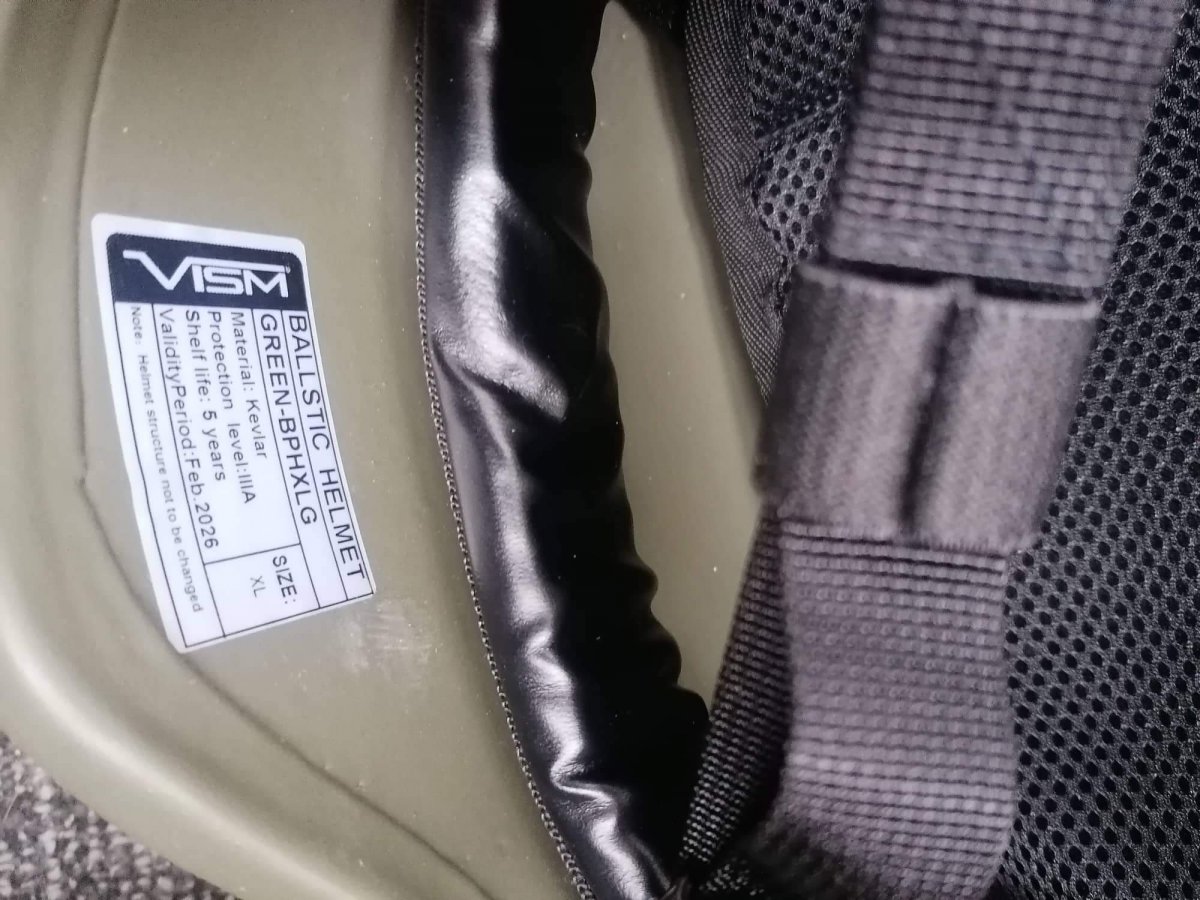 VISM
BALLSTIC HELMET
GREEN-BPHXLG
Material: Kevlar
Protection level:IIIA
Shelf life: 5 years
ValidityPeriod:Feb.2026
SIZE:
XL
Note: Helmet structure not to be changed